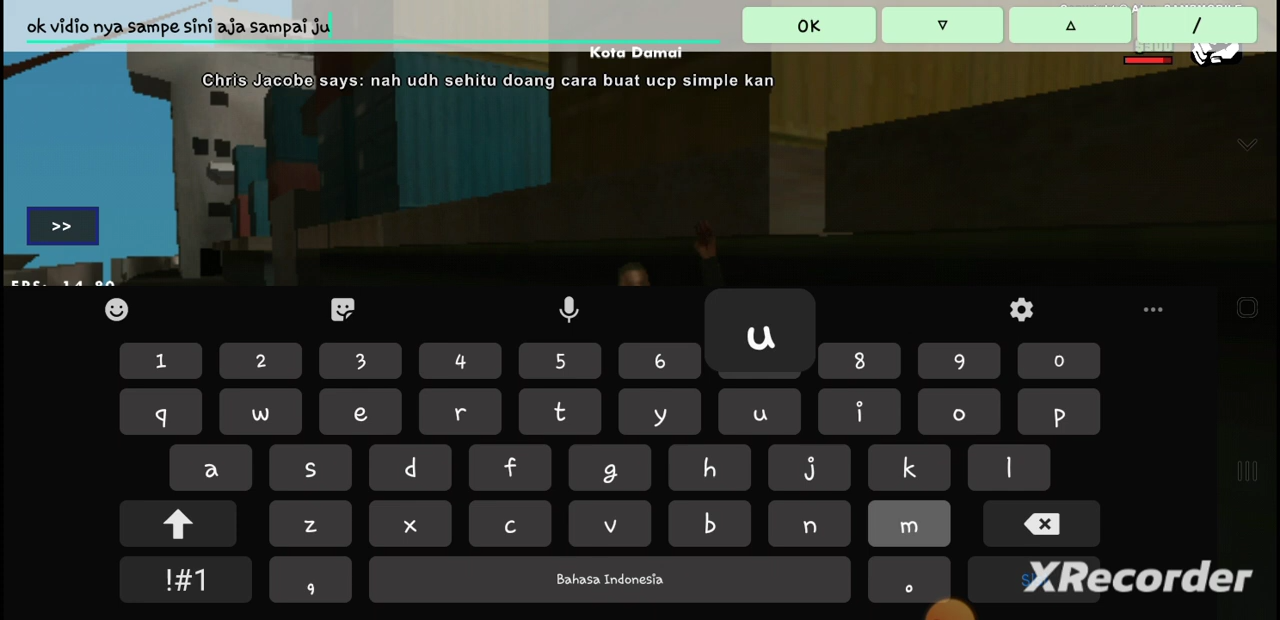 ok vidio nya sampe sini aja sampai ju
OK
/
Kota Damai
Chris Jacobe says: nah udh sehitu doang cara buat ucp simple kan
>>
u
1 2 3 4 5 6 8 9 0
q w e r t y u i o p
a s d f g h j k l
z x c v b n m
!#1 , Bahasa Indonesia .
XRecorder